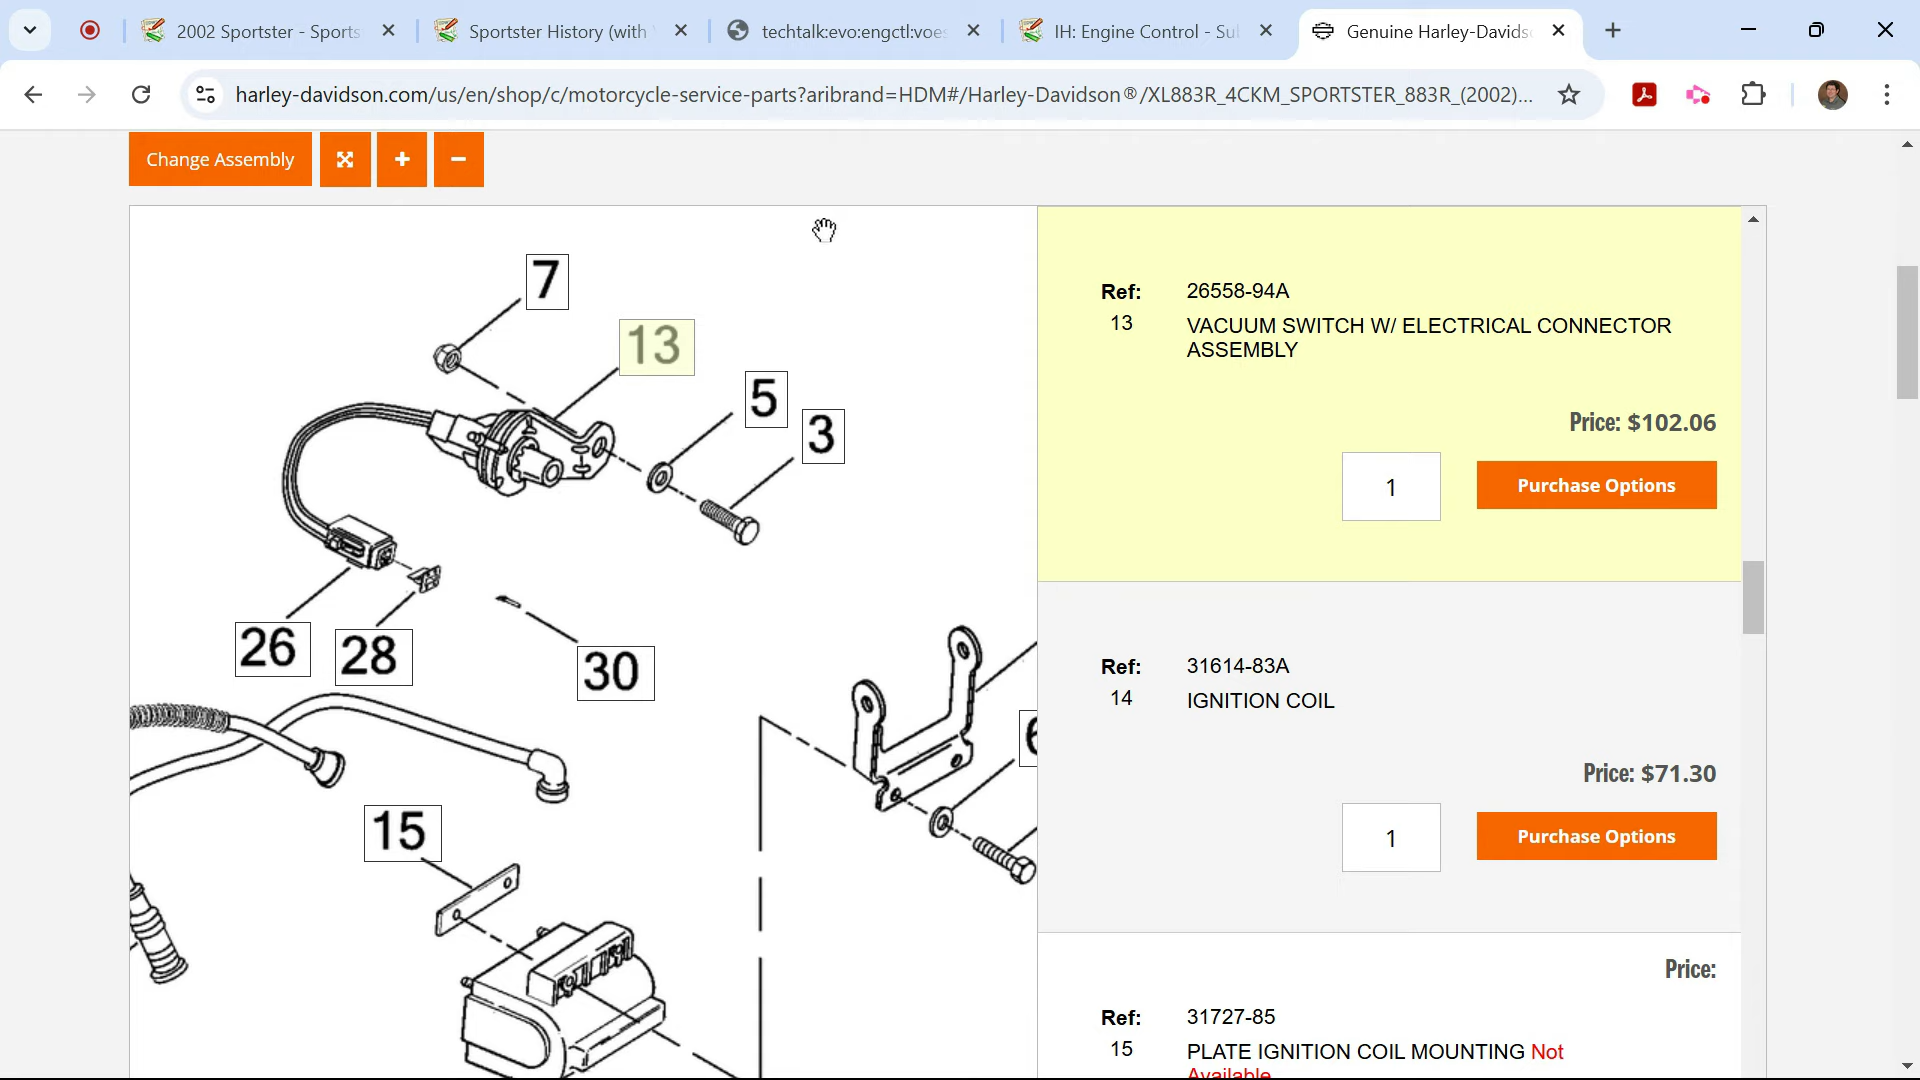 2002 Sportster - Sports
Sportster History (with
techtalk:evo:engctl:voes
IH: Engine Control - Su
Genuine Harley-Davids
harley-davidson.com/us/en/shop/c/motorcycle-service-parts?aribrand=HDM#/Harley-Davidson®/XL883R_4CKM_SPORTSTER_883R_(2002)...
Change Assembly
+
−
7
13
5
3
26
28
30
15
Ref: 26558-94A
13 VACUUM SWITCH W/ ELECTRICAL CONNECTOR
ASSEMBLY
Price: $102.06
1
Purchase Options
Ref: 31614-83A
14 IGNITION COIL
Price: $71.30
1
Purchase Options
Price:
Ref: 31727-85
15 PLATE IGNITION COIL MOUNTING Not
Available